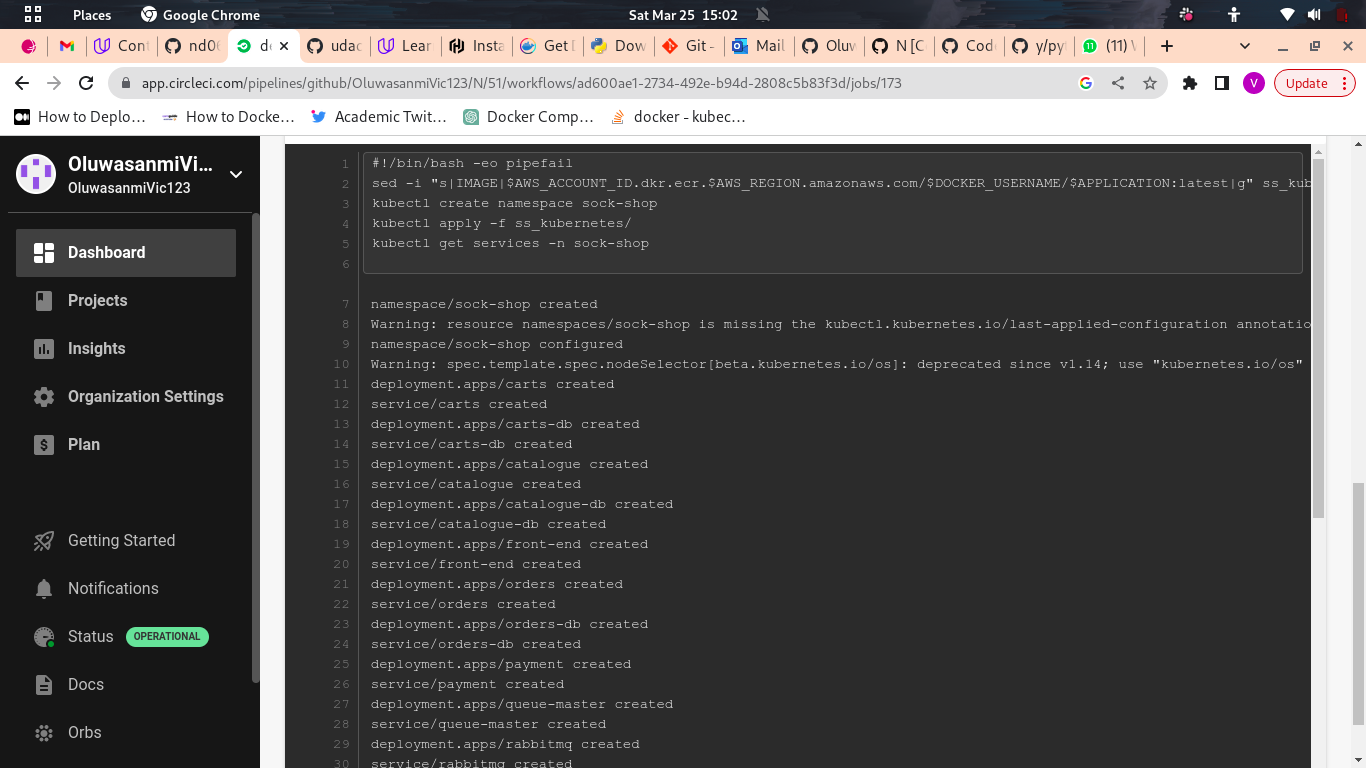 Places Google Chrome Sat Mar 25 15:02
Cont nd06 de udac Lear Insta Get D Dow Git - Mail Oluw N [C Cod y/py (11)
app.circleci.com/pipelines/github/OluwasanmiVic123/N/51/workflows/ad600ae1-2734-492e-b94d-2808c5b83f3d/jobs/173 V Update
How to Deplo... How to Docke... Academic Twit... Docker Comp... docker - kubec...
OluwasanmiVi...
OluwasanmiVic123
Dashboard
Projects
Insights
Organization Settings
Plan
Getting Started
Notifications
Status OPERATIONAL
Docs
Orbs
1 #!/bin/bash -eo pipefail
2 sed -i "s|IMAGE|$AWS_ACCOUNT_ID.dkr.ecr.$AWS_REGION.amazonaws.com/$DOCKER_USERNAME/$APPLICATION:latest|g" ss_kub
3 kubectl create namespace sock-shop
4 kubectl apply -f ss_kubernetes/
5 kubectl get services -n sock-shop
6
7 namespace/sock-shop created
8 Warning: resource namespaces/sock-shop is missing the kubectl.kubernetes.io/last-applied-configuration annotatio
9 namespace/sock-shop configured
10 Warning: spec.template.spec.nodeSelector[beta.kubernetes.io/os]: deprecated since v1.14; use "kubernetes.io/os"
11 deployment.apps/carts created
12 service/carts created
13 deployment.apps/carts-db created
14 service/carts-db created
15 deployment.apps/catalogue created
16 service/catalogue created
17 deployment.apps/catalogue-db created
18 service/catalogue-db created
19 deployment.apps/front-end created
20 service/front-end created
21 deployment.apps/orders created
22 service/orders created
23 deployment.apps/orders-db created
24 service/orders-db created
25 deployment.apps/payment created
26 service/payment created
27 deployment.apps/queue-master created
28 service/queue-master created
29 deployment.apps/rabbitmq created
30 service/rabbitmq created